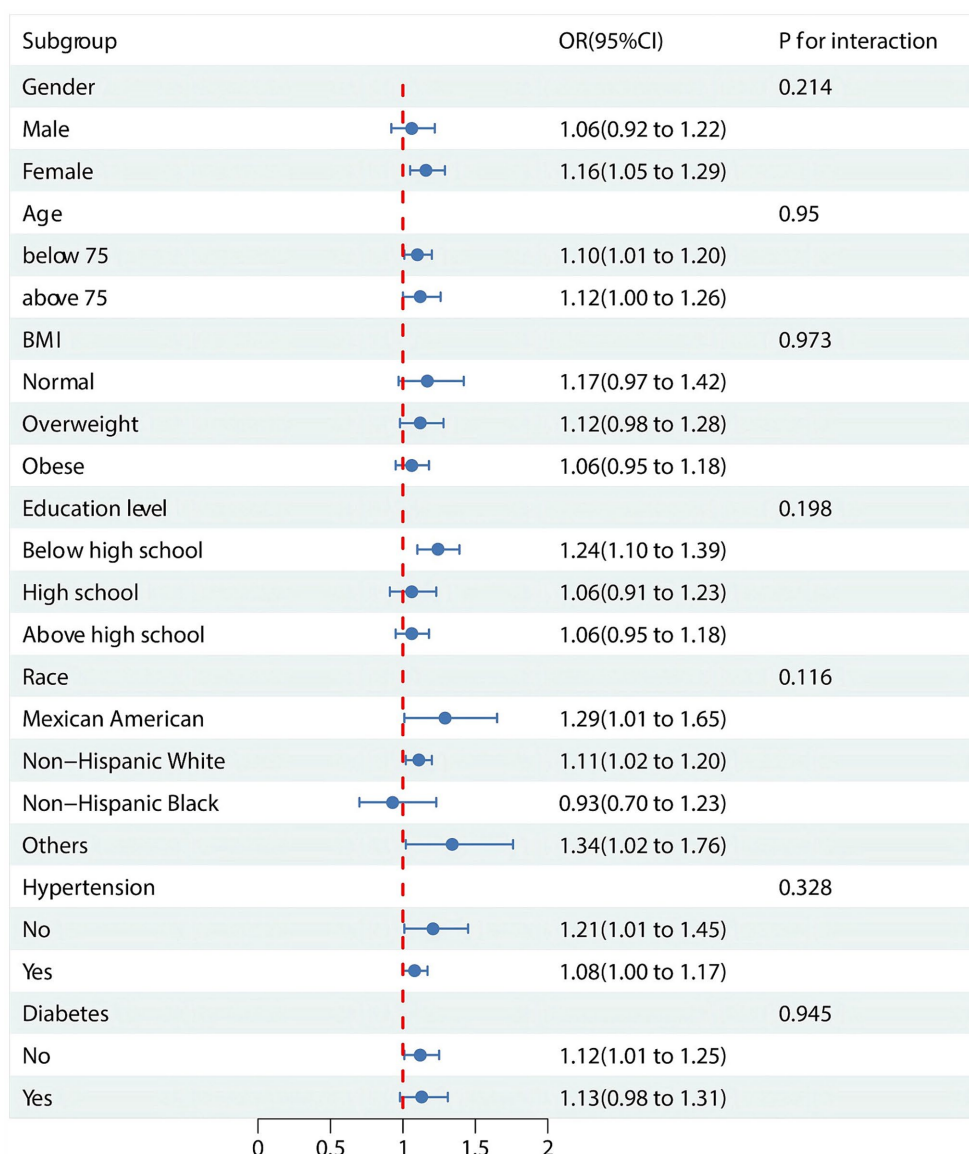 Subgroup OR(95%CI) P for interaction
Gender 0.214
Male 1.06(0.92 to 1.22)
Female 1.16(1.05 to 1.29)
Age 0.95
below 75 1.10(1.01 to 1.20)
above 75 1.12(1.00 to 1.26)
BMI 0.973
Normal 1.17(0.97 to 1.42)
Overweight 1.12(0.98 to 1.28)
Obese 1.06(0.95 to 1.18)
Education level 0.198
Below high school 1.24(1.10 to 1.39)
High school 1.06(0.91 to 1.23)
Above high school 1.06(0.95 to 1.18)
Race 0.116
Mexican American 1.29(1.01 to 1.65)
Non−Hispanic White 1.11(1.02 to 1.20)
Non−Hispanic Black 0.93(0.70 to 1.23)
Others 1.34(1.02 to 1.76)
Hypertension 0.328
No 1.21(1.01 to 1.45)
Yes 1.08(1.00 to 1.17)
Diabetes 0.945
No 1.12(1.01 to 1.25)
Yes 1.13(0.98 to 1.31)
0 0.5 1 1.5 2